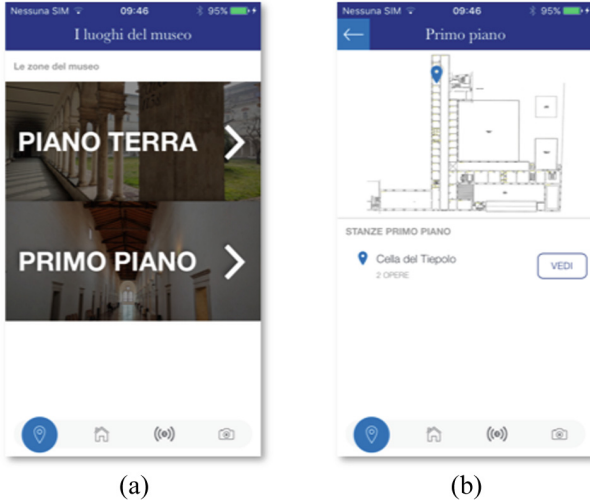 Nessuna SIM 09:46 95%
I luoghi del museo
Le zone del museo
PIANO TERRA
PRIMO PIANO
(a)
Nessuna SIM 09:46 95%
Primo piano
STANZE PRIMO PIANO
Cella del Tiepolo
2 OPERE
VEDI
(b)